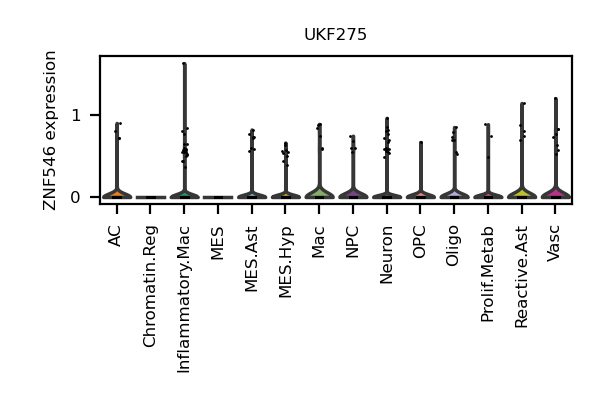 UKF275
ZNF546 expression
1
0
AC
Chromatin.Reg
Inflammatory.Mac
MES
MES.Ast
MES.Hyp
Mac
NPC
Neuron
OPC
Oligo
Prolif.Metab
Reactive.Ast
Vasc